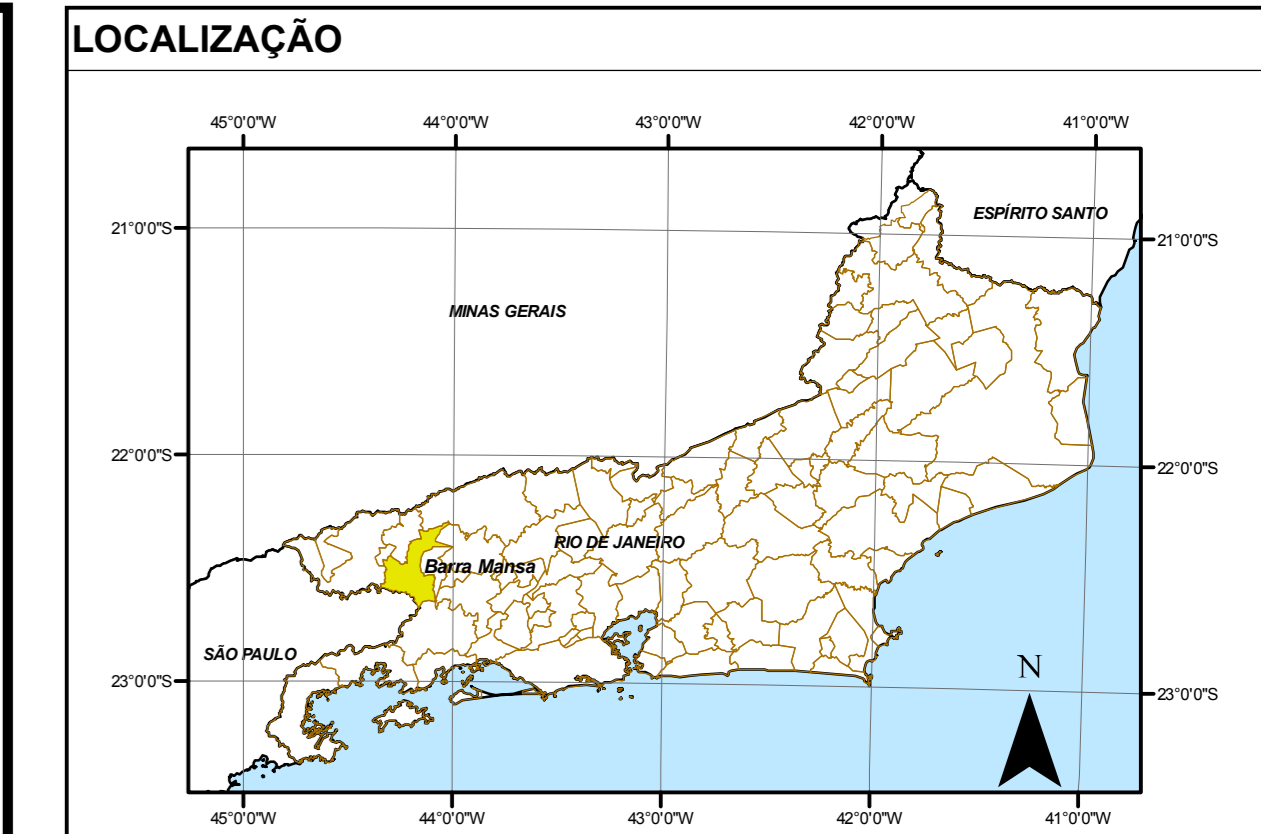 LOCALIZAÇÃO
45°0'0"W 44°0'0"W 43°0'0"W 42°0'0"W 41°0'0"W
ESPÍRITO SANTO
21°0'0"S 21°0'0"S
MINAS GERAIS
22°0'0"S 22°0'0"S
RIO DE JANEIRO
Barra Mansa
SÃO PAULO
N
23°0'0"S 23°0'0"S
45°0'0"W 44°0'0"W 43°0'0"W 42°0'0"W 41°0'0"W